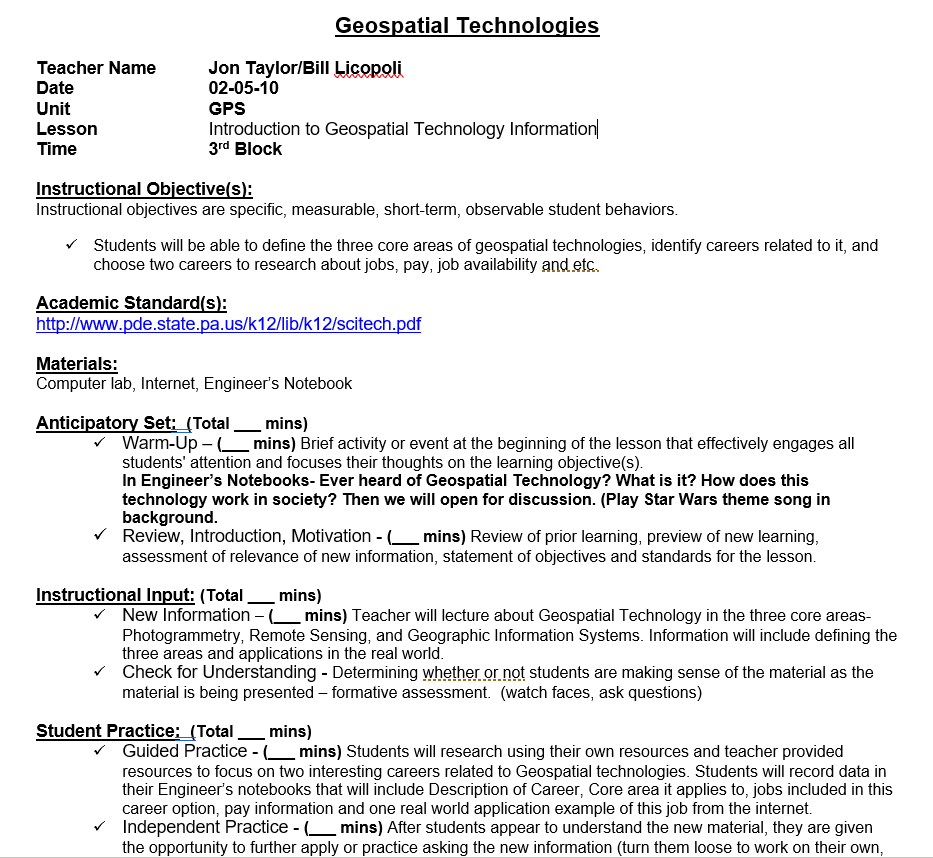 Geospatial Technologies
Teacher Name Jon Taylor/Bill Licopoli
Date 02-05-10
Unit GPS
Lesson Introduction to Geospatial Technology Information
Time 3rd Block
Instructional Objective(s):
Instructional objectives are specific, measurable, short-term, observable student behaviors.
✓ Students will be able to define the three core areas of geospatial technologies, identify careers related to it, and
choose two careers to research about jobs, pay, job availability and etc.
Academic Standard(s):
http://www.pde.state.pa.us/k12/lib/k12/scitech.pdf
Materials:
Computer lab, Internet, Engineer's Notebook
Anticipatory Set: (Total ___ mins)
✓ Warm-Up – (___ mins) Brief activity or event at the beginning of the lesson that effectively engages all
students' attention and focuses their thoughts on the learning objective(s).
In Engineer's Notebooks- Ever heard of Geospatial Technology? What is it? How does this
technology work in society? Then we will open for discussion. (Play Star Wars theme song in
background.
✓ Review, Introduction, Motivation - (___ mins) Review of prior learning, preview of new learning,
assessment of relevance of new information, statement of objectives and standards for the lesson.
Instructional Input: (Total ___ mins)
✓ New Information – (___ mins) Teacher will lecture about Geospatial Technology in the three core areas-
Photogrammetry, Remote Sensing, and Geographic Information Systems. Information will include defining the
three areas and applications in the real world.
✓ Check for Understanding - Determining whether or not students are making sense of the material as the
material is being presented – formative assessment. (watch faces, ask questions)
Student Practice: (Total ___ mins)
✓ Guided Practice - (___ mins) Students will research using their own resources and teacher provided
resources to focus on two interesting careers related to Geospatial technologies. Students will record data in
their Engineer's notebooks that will include Description of Career, Core area it applies to, jobs included in this
career option, pay information and one real world application example of this job from the internet.
✓ Independent Practice - (___ mins) After students appear to understand the new material, they are given
the opportunity to further apply or practice asking the new information (turn them loose to work on their own,